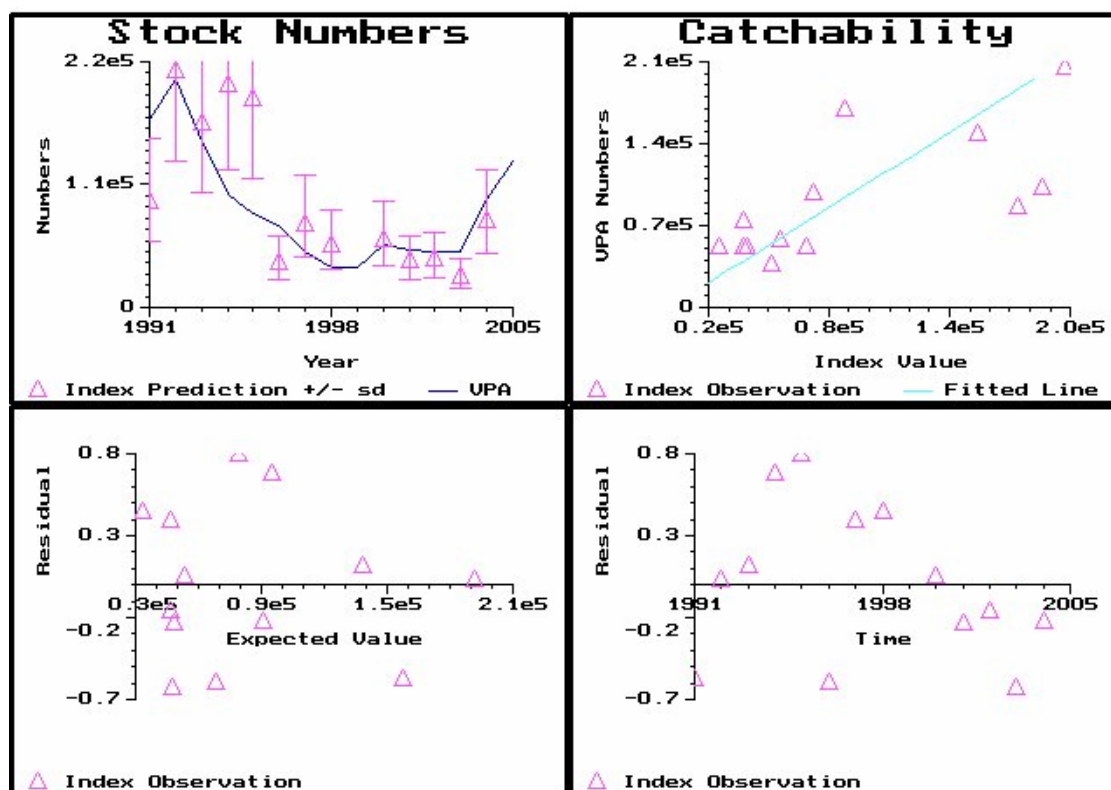 Stock Numbers
2.2e5
Numbers
1.1e5
0
1991 1998 2005
Year
Index Prediction +/- sd VPA
Catchability
2.1e5
VPA Numbers
1.4e5
0.7e5
0
0.2e5 0.8e5 1.4e5 2.0e5
Index Value
Index Observation Fitted Line
0.8
Residual
0.3
0.3e5 0.9e5 1.5e5 2.1e5
-0.2
Expected Value
-0.7
Index Observation
0.8
Residual
0.3
1991 1998 2005
-0.2
Time
-0.7
Index Observation